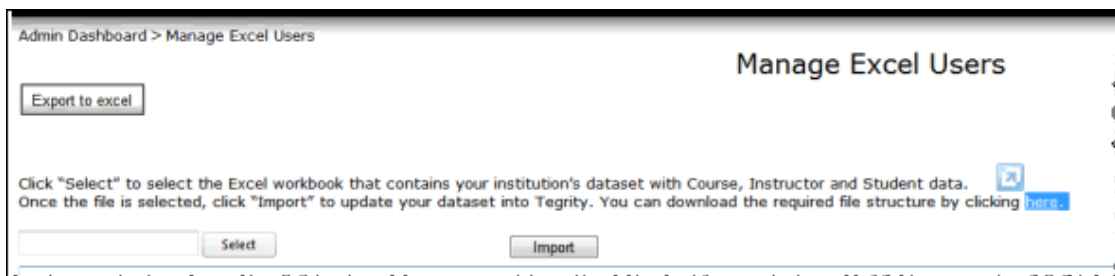 Admin Dashboard > Manage Excel Users
Manage Excel Users
Export to excel
Click "Select" to select the Excel workbook that contains your institution's dataset with Course, Instructor and Student data.
Once the file is selected, click "Import" to update your dataset into Tegrity. You can download the required file structure by clicking here.
Select
Import